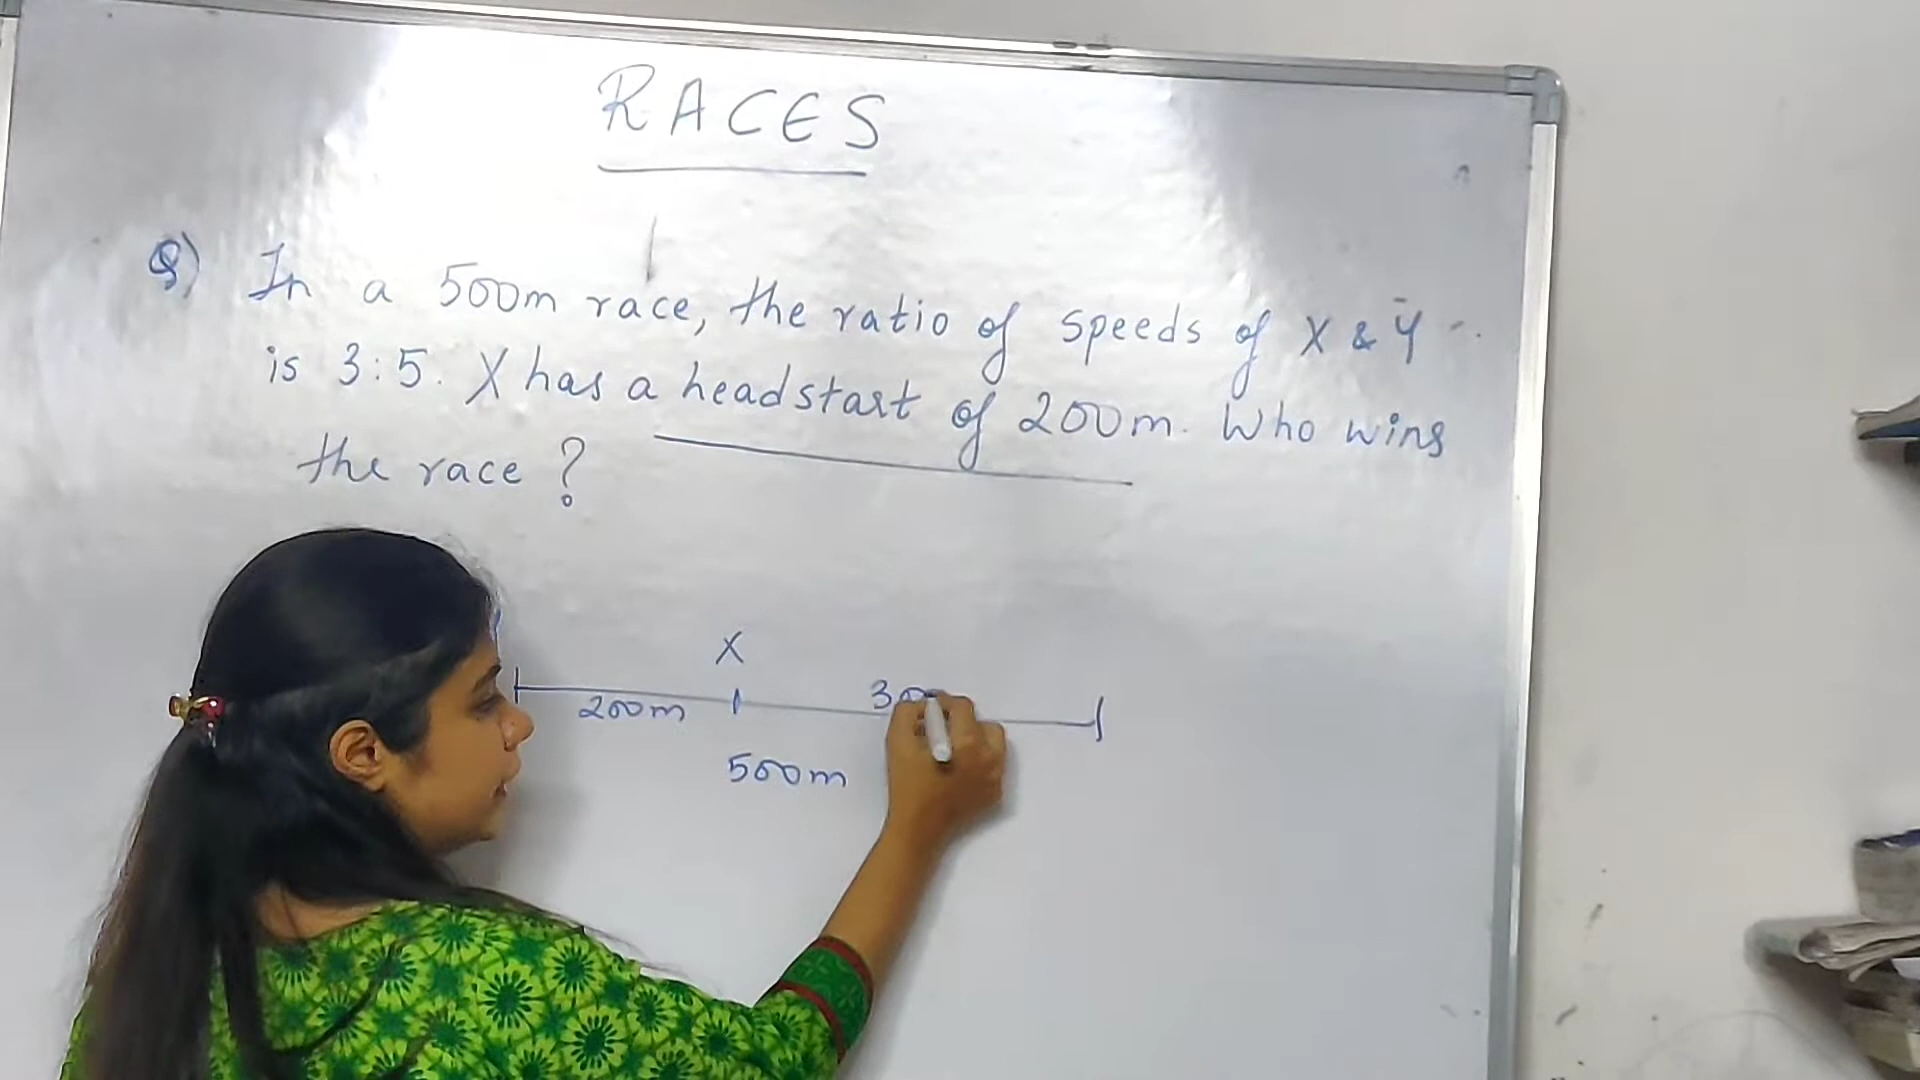 RACES
Q) In a 500m race, the ratio of speeds of X & Y
is 3:5. X has a headstart of 200m. Who wins
the race ?
X
200m
500m